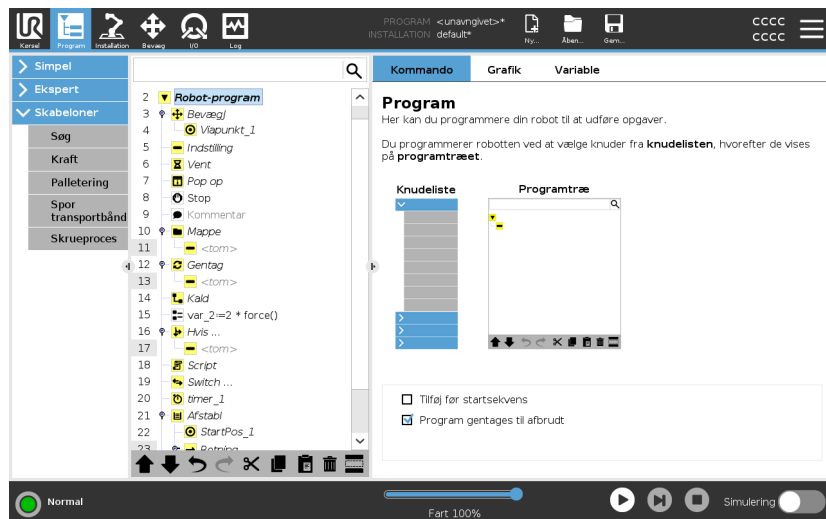 PROGRAM <unavngivet>*
INSTALLATION default*
cccc
cccc
Kørsel
Program
Installation
Bevæg
I/O
Log
Ny...
Åben...
Gem...
Simpel
Ekspert
Skabeloner
Søg
Kraft
Palletering
Spor
transportbånd
Skrueproces
2 Robot-program
3 BevægJ
4 Viapunkt_1
5 Indstilling
6 Vent
7 Pop op
8 Stop
9 Kommentar
10 Mappe
11 <tom>
12 Gentag
13 <tom>
14 Kald
15 var_2:=2 * force()
16 Hvis ...
17 <tom>
18 Script
19 Switch ...
20 timer_1
21 Afstabl
22 StartPos_1
23 Retning
Kommando
Grafik
Variable
Program
Her kan du programmere din robot til at udføre opgaver.
Du programmerer robotten ved at vælge knuder fra knudelisten, hvorefter de vises
på programtræet.
Knudeliste
Programtræ
Tilføj før startsekvens
Program gentages til afbrudt
Normal
Fart 100%
Simulering